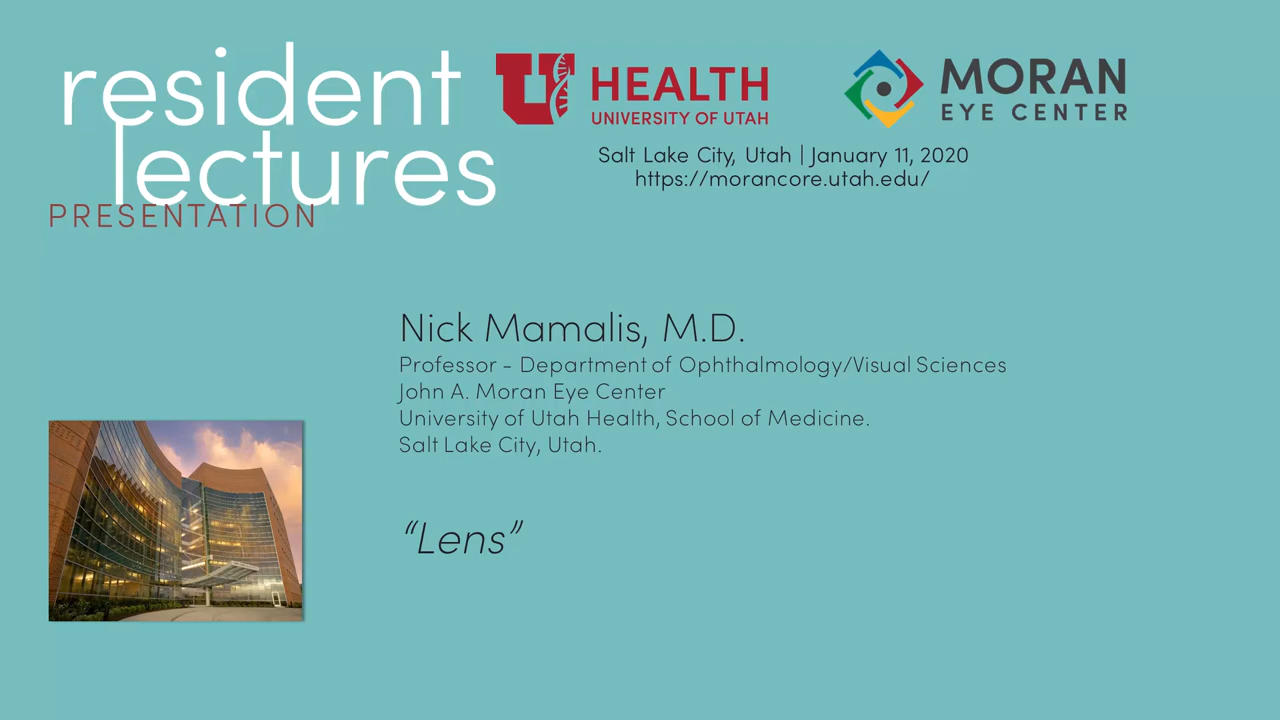 resident
lectures
PRESENTATION
U HEALTH
UNIVERSITY OF UTAH
MORAN
EYE CENTER
Salt Lake City, Utah | January 11, 2020
https://morancore.utah.edu/
Nick Mamalis, M.D.
Professor - Department of Ophthalmology/Visual Sciences
John A. Moran Eye Center
University of Utah Health, School of Medicine.
Salt Lake City, Utah.
“Lens”